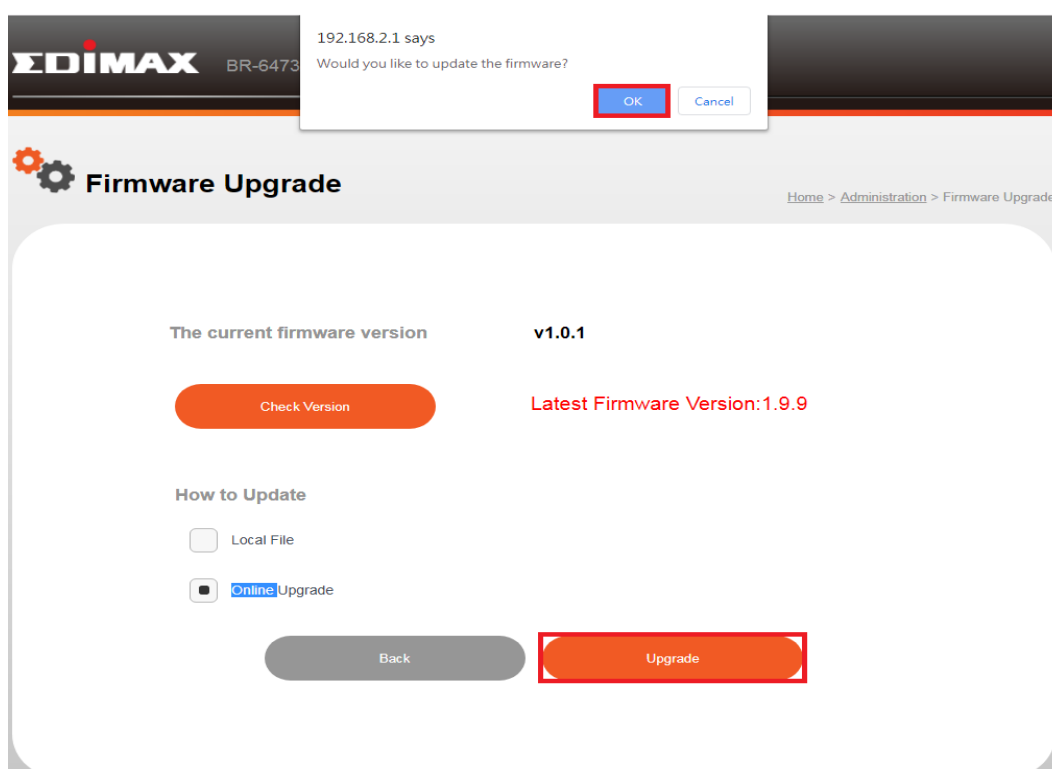 192.168.2.1 says
EDIMAX BR-6473
Would you like to update the firmware?
OK Cancel
Firmware Upgrade
Home > Administration > Firmware Upgrade
The current firmware version v1.0.1
Check Version Latest Firmware Version:1.9.9
How to Update
Local File
Online Upgrade
Back Upgrade